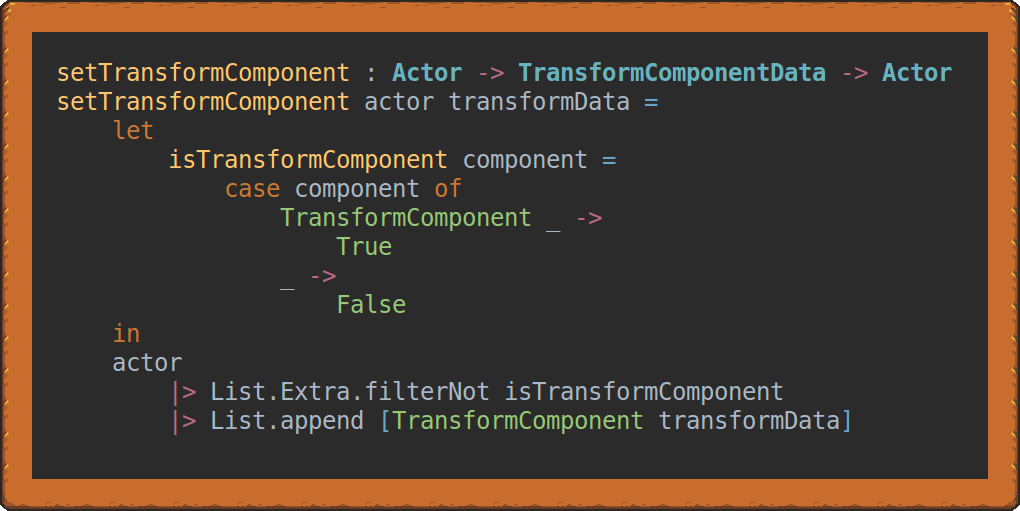 setTransformComponent : Actor -> TransformComponentData -> Actor
setTransformComponent actor transformData =
    let
        isTransformComponent component =
            case component of
                TransformComponent _ ->
                    True
                _ ->
                    False
    in
    actor
        |> List.Extra.filterNot isTransformComponent
        |> List.append [TransformComponent transformData]